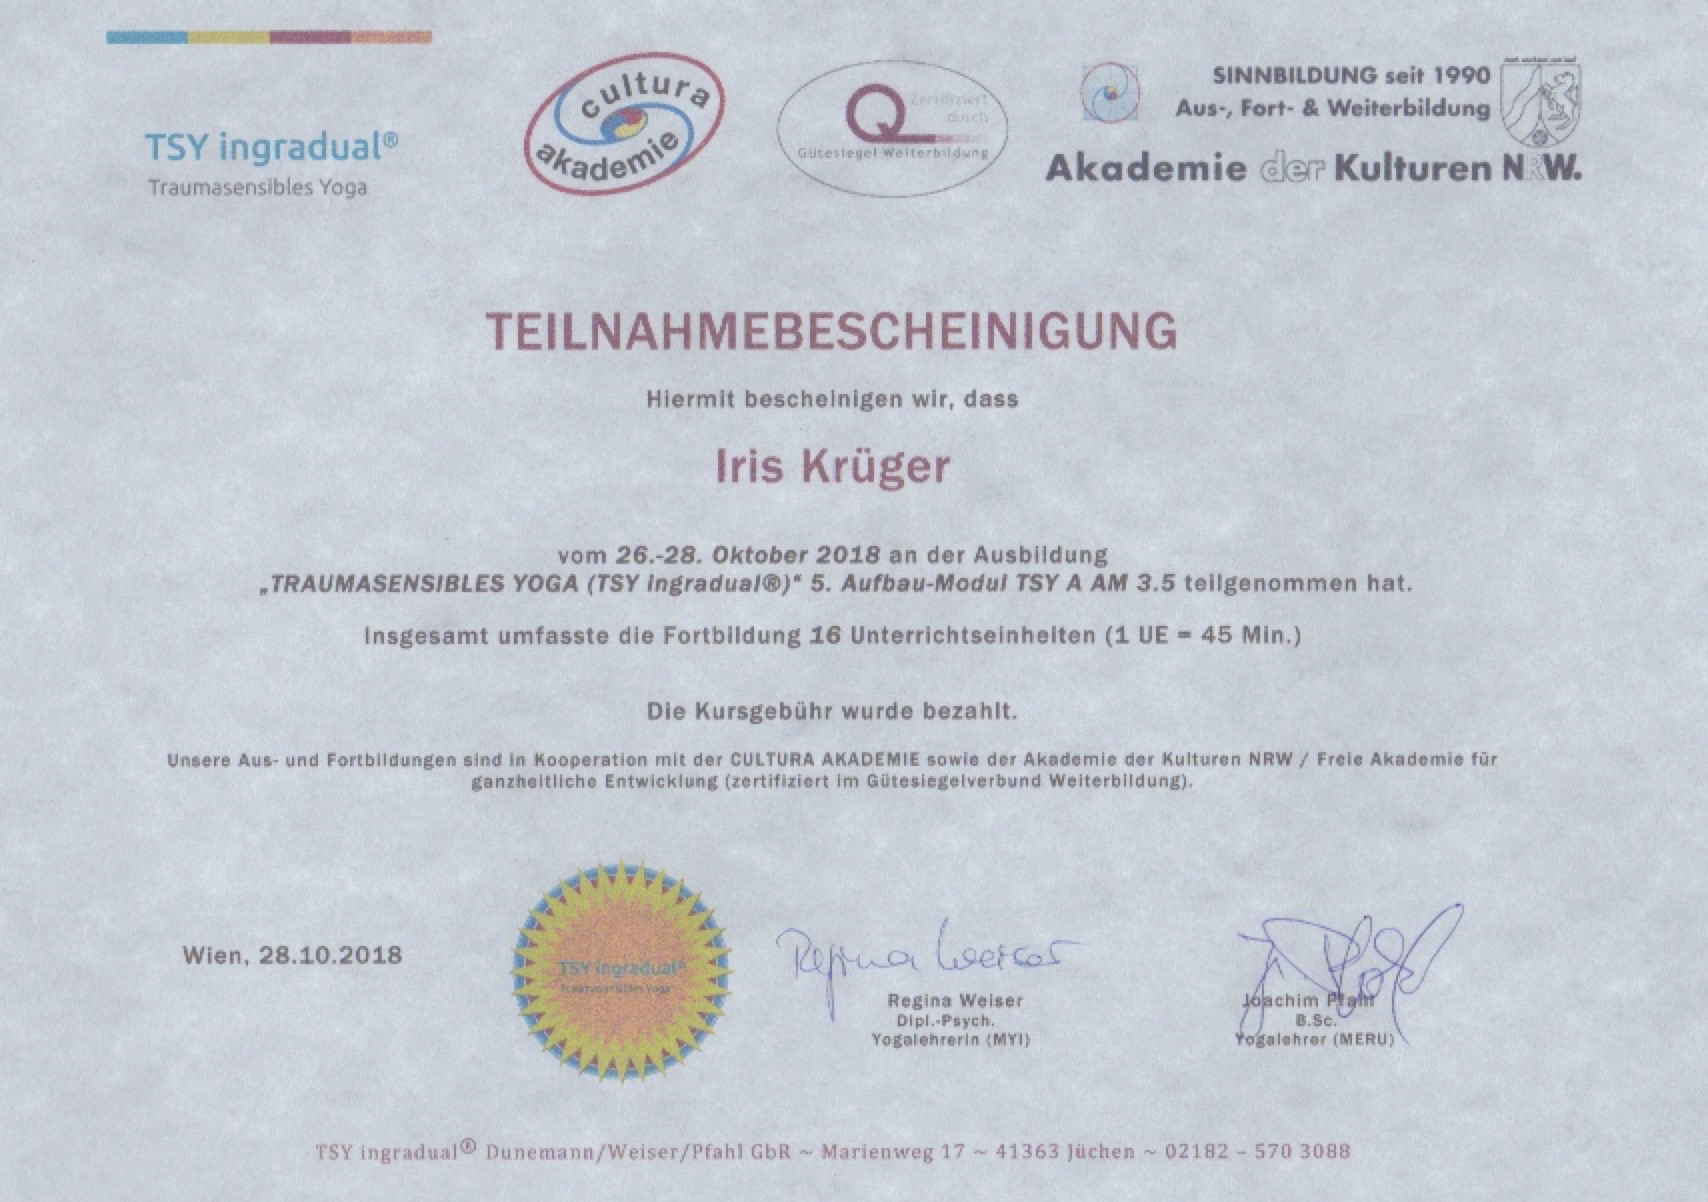 TSY ingradual®
Traumasensibles Yoga
cultura
akademie
Zertifiziert
durch
Gütesiegel Weiterbildung
SINNBILDUNG seit 1990
Aus-, Fort- & Weiterbildung
Akademie der Kulturen NRW.
TEILNAHMEBESCHEINIGUNG
Hiermit bescheinigen wir, dass
Iris Krüger
vom 26.-28. Oktober 2018 an der Ausbildung
„TRAUMASENSIBLES YOGA (TSY ingradual®)“ 5. Aufbau-Modul TSY A AM 3.5 teilgenommen hat.
Insgesamt umfasste die Fortbildung 16 Unterrichtseinheiten (1 UE = 45 Min.)
Die Kursgebühr wurde bezahlt.
Unsere Aus- und Fortbildungen sind in Kooperation mit der CULTURA AKADEMIE sowie der Akademie der Kulturen NRW / Freie Akademie für
ganzheitliche Entwicklung (zertifiziert im Gütesiegelverbund Weiterbildung).
Wien, 28.10.2018
TSY ingradual®
Traumasensibles Yoga
Regina Weiser
Regina Weiser
Dipl.-Psych.
Yogalehrerin (MYI)
Joachim Pfahl
B.Sc.
Yogalehrer (MERU)
TSY ingradual® Dunemann/Weiser/Pfahl GbR ~ Marienweg 17 ~ 41363 Jüchen ~ 02182 – 570 3088